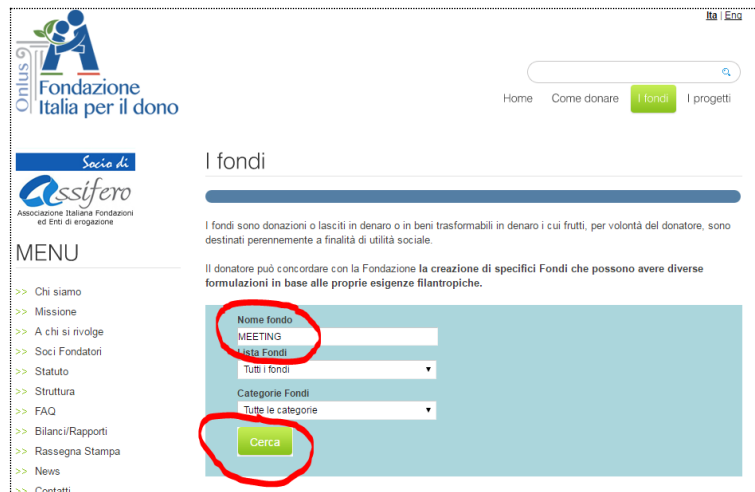 Ita | Eng
Onlus
Fondazione
Italia per il dono
Home Come donare I fondi I progetti
Socio di
Assifero
Associazione Italiana Fondazioni
ed Enti di erogazione
MENU
>> Chi siamo
>> Missione
>> A chi si rivolge
>> Soci Fondatori
>> Statuto
>> Struttura
>> FAQ
>> Bilanci/Rapporti
>> Rassegna Stampa
>> News
>> Contatti
I fondi
I fondi sono donazioni o lasciti in denaro o in beni trasformabili in denaro i cui frutti, per volontà del donatore, sono
destinati perennemente a finalità di utilità sociale.
Il donatore può concordare con la Fondazione la creazione di specifici Fondi che possono avere diverse
formulazioni in base alle proprie esigenze filantropiche.
Nome fondo
MEETING
Lista Fondi
Tutti i fondi
Categorie Fondi
Tutte le categorie
Cerca